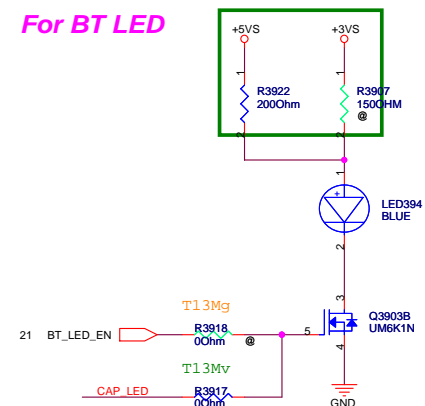 For BT LED
+5VS
+3VS
1
1
R3922
200Ohm
R3907
150OHM
@
2
2
1
+
LED394
BLUE
2
T13Mg
3
Q3903B
UM6K1N
21 BT_LED_EN
R3918
0Ohm
@
5
4
T13Mv
CAP_LED
R3917
0Ohm
GND